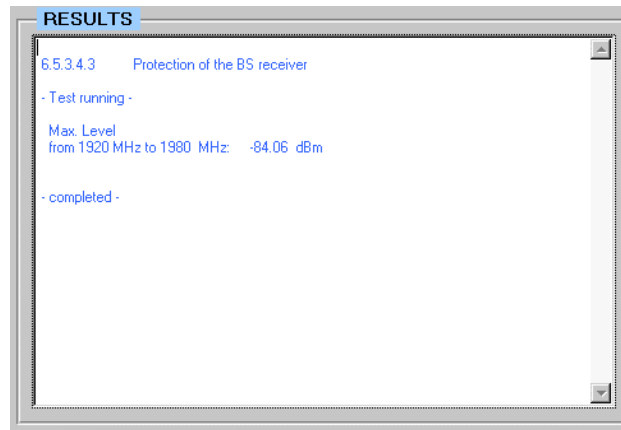 RESULTS
6.5.3.4.3 Protection of the BS receiver
- Test running -
Max. Level
from 1920 MHz to 1980 MHz: -84.06 dBm
- completed -